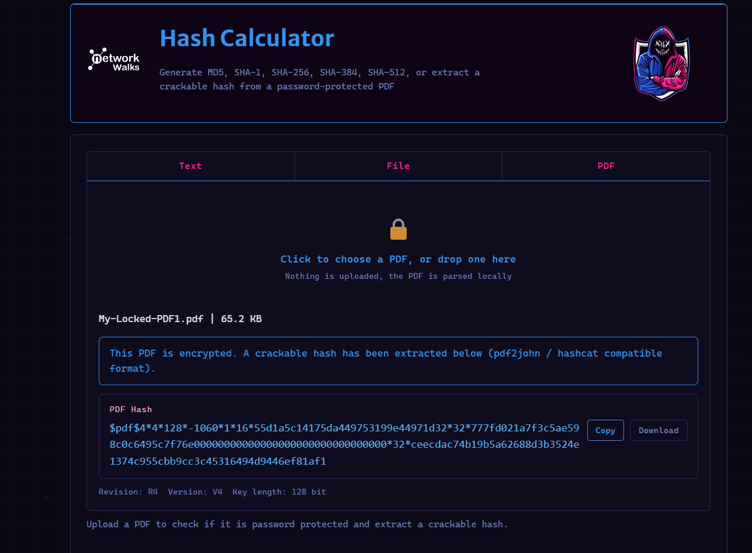 network
Walks
Hash Calculator
Generate MD5, SHA-1, SHA-256, SHA-384, SHA-512, or extract a
crackable hash from a password-protected PDF
Text
File
PDF
Click to choose a PDF, or drop one here
Nothing is uploaded, the PDF is parsed locally
My-Locked-PDF1.pdf | 65.2 KB
This PDF is encrypted. A crackable hash has been extracted below (pdf2john / hashcat compatible
format).
PDF Hash
$pdf$4*4*128*-1060*1*16*55d1a5c14175da449753199e44971d32*32*777fd021a7f3c5ae59
8c0c6495c7f76e00000000000000000000000000000000*32*ceecdac74b19b5a62688d3b3524e
1374c955cbb9cc3c45316494d9446ef81af1
Copy
Download
Revision: R4 Version: V4 Key length: 128 bit
Upload a PDF to check if it is password protected and extract a crackable hash.